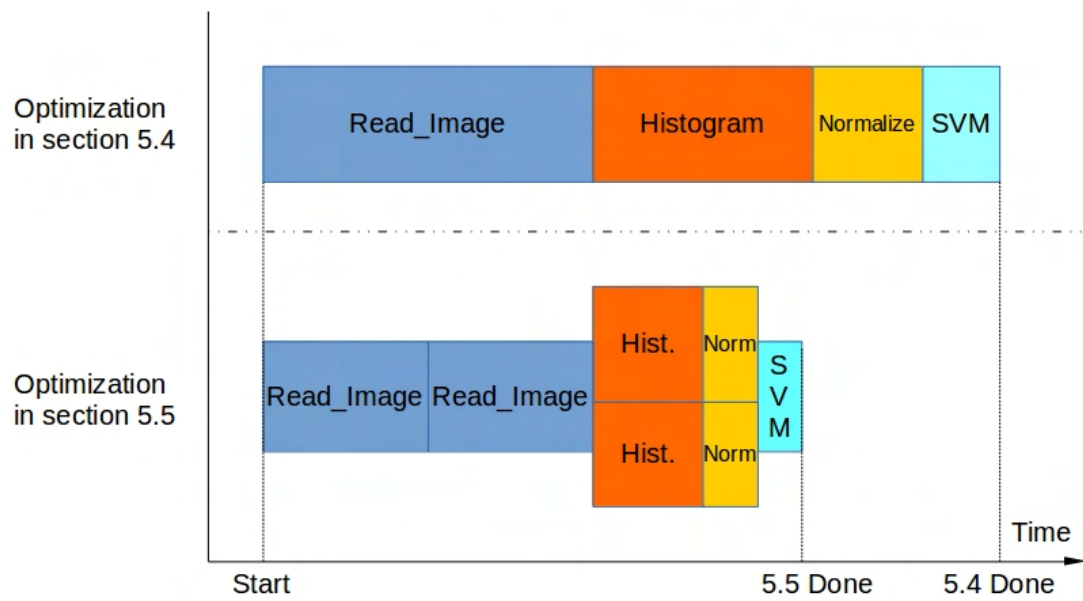 Optimization
in section 5.4
Read_Image
Histogram
Normalize
SVM
Optimization
in section 5.5
Read_Image
Read_Image
Hist.
Norm
Hist.
Norm
S
V
M
Time
Start
5.5 Done
5.4 Done